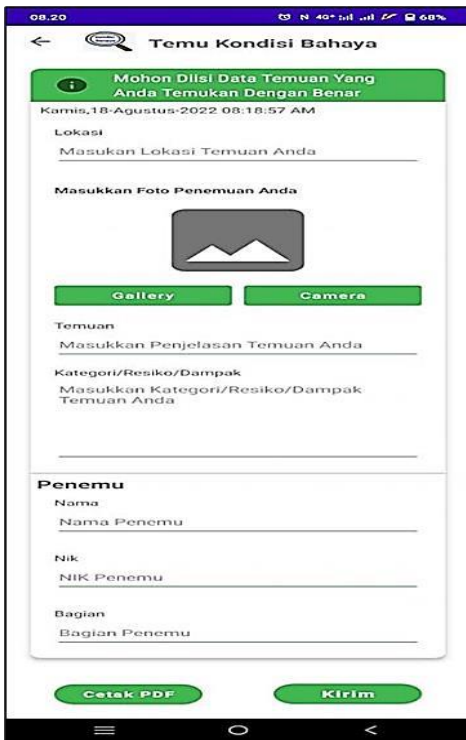 08.20
N 4G+ 68%
Temu Kondisi Bahaya
Mohon DIisi Data Temuan Yang
Anda Temukan Dengan Benar
Kamis,18-Agustus-2022 08:18:57 AM
Lokasi
Masukan Lokasi Temuan Anda
Masukkan Foto Penemuan Anda
Gallery Camera
Temuan
Masukkan Penjelasan Temuan Anda
Kategori/Resiko/Dampak
Masukkan Kategori/Resiko/Dampak
Temuan Anda
Penemu
Nama
Nama Penemu
Nik
NIK Penemu
Bagian
Bagian Penemu
Cetak PDF Kirim